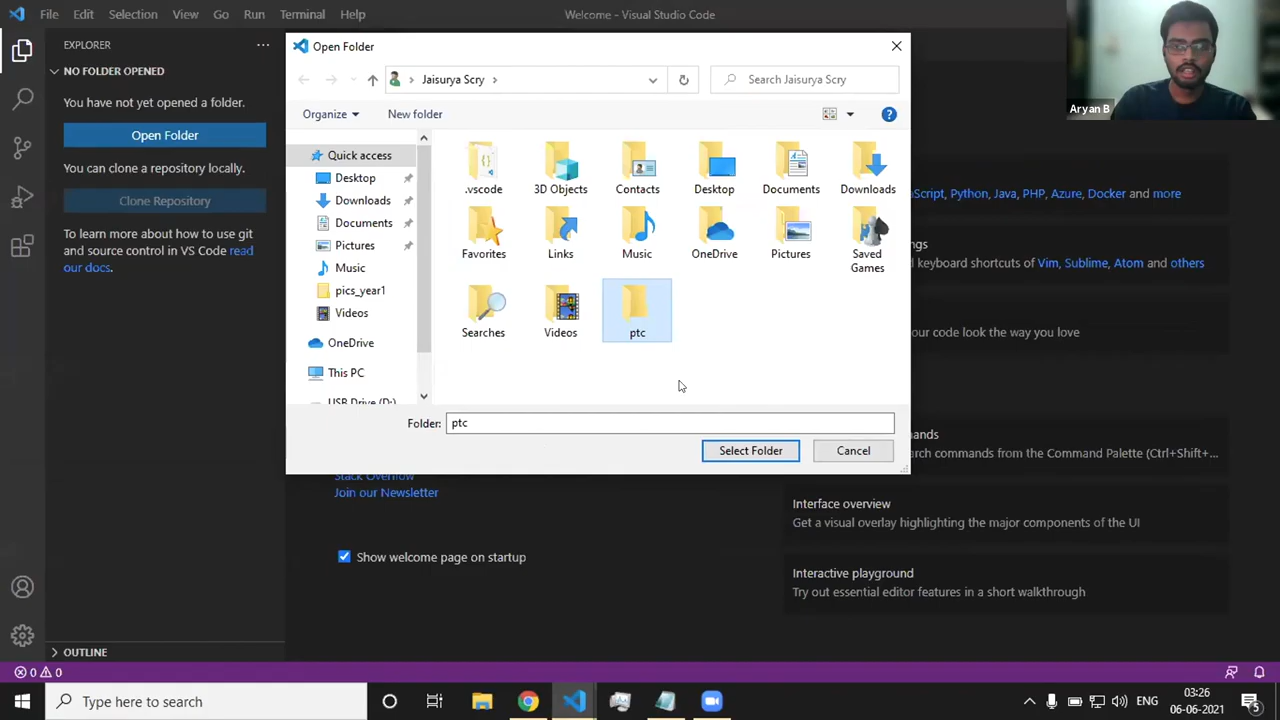 File Edit Selection View Go Run Terminal Help
Welcome - Visual Studio Code
EXPLORER
NO FOLDER OPENED
You have not yet opened a folder.
Open Folder
You can clone a repository locally.
Clone Repository
To learn more about how to use git
and source control in VS Code read
our docs.
OUTLINE
Open Folder
Jaisurya Scry
Search Jaisurya Scry
Organize
New folder
Quick access
Desktop
Downloads
Documents
Pictures
Music
pics_year1
Videos
OneDrive
This PC
USB Drive (D:)
.vscode
3D Objects
Contacts
Desktop
Documents
Downloads
Favorites
Links
Music
OneDrive
Pictures
Saved
Games
Searches
Videos
ptc
Folder: ptc
Select Folder
Cancel
Aryan B
Script, Python, Java, PHP, Azure, Docker and more
ngs
keyboard shortcuts of Vim, Sublime, Atom and others
our code look the way you love
Stack Overflow
Join our Newsletter
Show welcome page on startup
ands
rch commands from the Command Palette (Ctrl+Shift+...
Interface overview
Get a visual overlay highlighting the major components of the UI
Interactive playground
Try out essential editor features in a short walkthrough
0 0
Type here to search
ENG
03:26
06-06-2021
5